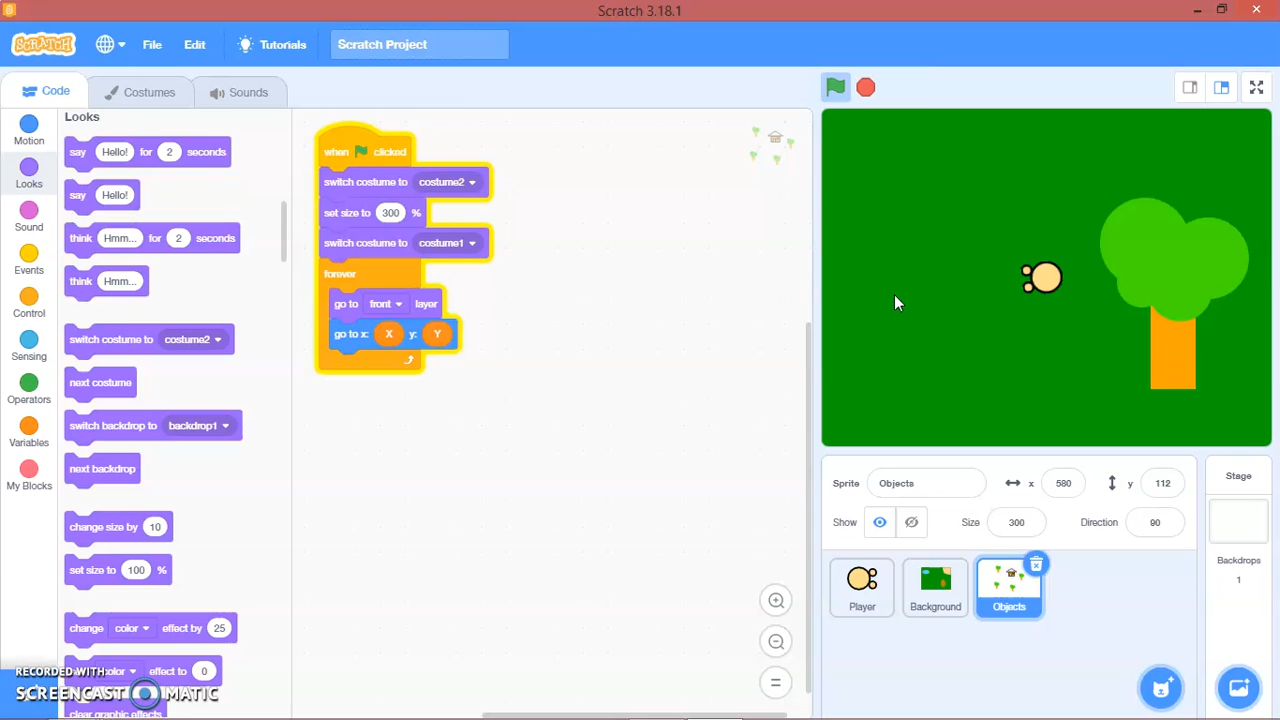 Scratch 3.18.1
SCRATCH
File
Edit
Tutorials
Scratch Project
Code
Costumes
Sounds
Motion
Looks
Sound
Events
Control
Sensing
Operators
Variables
My Blocks
Looks
say Hello! for 2 seconds
say Hello!
think Hmm... for 2 seconds
think Hmm...
switch costume to costume2
next costume
switch backdrop to backdrop1
next backdrop
change size by 10
set size to 100 %
change color effect by 25
color effect to 0
clear graphic effects
RECORDED WITH
SCREENCAST MATIC
when clicked
switch costume to costume2
set size to 300 %
switch costume to costume1
forever
go to front layer
go to x: X y: Y
Sprite Objects x 580 y 112
Show Size 300 Direction 90
Player
Background
Objects
Stage
Backdrops
1